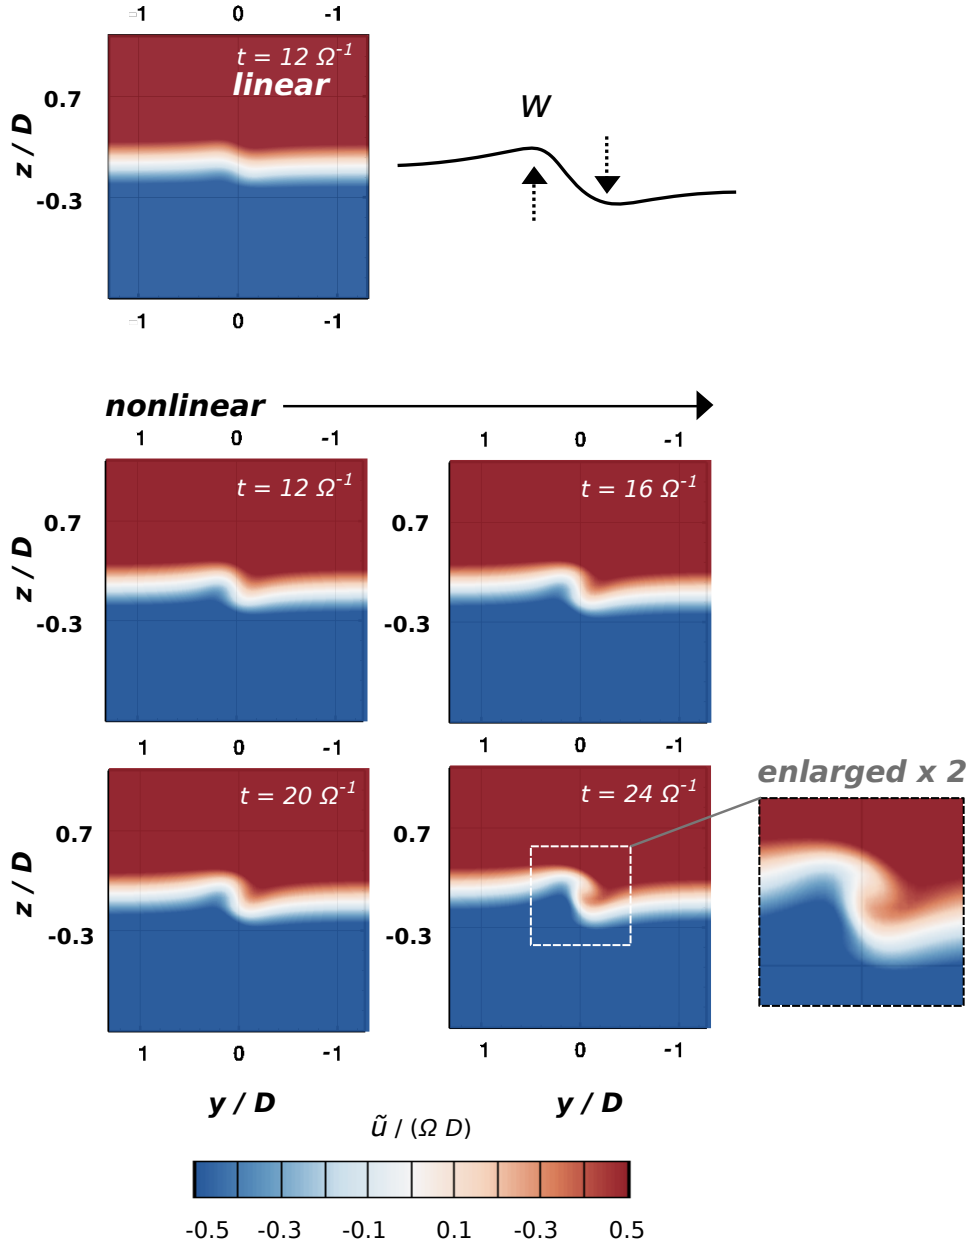 -1 0 -1
t = 12 Ω⁻¹
linear
0.7
z / D
-0.3
-1 0 -1
W
nonlinear
1 0 -1
1 0 -1
t = 12 Ω⁻¹
t = 16 Ω⁻¹
0.7
0.7
z / D
-0.3
-0.3
1 0 -1
1 0 -1
t = 20 Ω⁻¹
t = 24 Ω⁻¹
enlarged x 2
0.7
0.7
z / D
-0.3
-0.3
1 0 -1
1 0 -1
y / D
y / D
ũ / (Ω D)
-0.5 -0.3 -0.1 0.1 -0.3 0.5